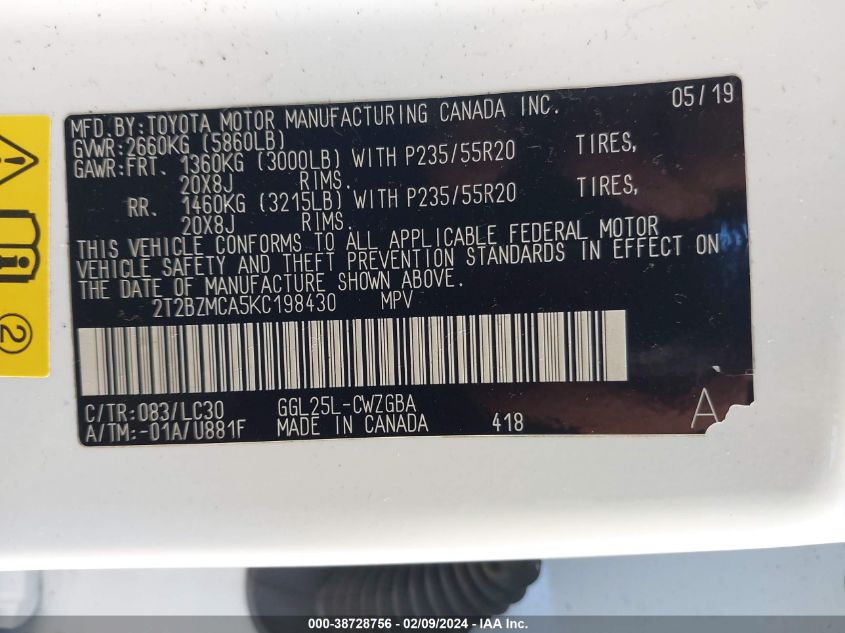 MFD.BY:TOYOTA MOTOR MANUFACTURING CANADA INC. 05/19
GVWR:2660KG (5860LB)
GAWR:FRT. 1360KG (3000LB) WITH P235/55R20 TIRES,
20X8J RIMS.
RR. 1460KG (3215LB) WITH P235/55R20 TIRES,
20X8J RIMS.
THIS VEHICLE CONFORMS TO ALL APPLICABLE FEDERAL MOTOR
VEHICLE SAFETY AND THEFT PREVENTION STANDARDS IN EFFECT ON
THE DATE OF MANUFACTURE SHOWN ABOVE.
2T2BZMCA5KC198430 MPV
C/TR:083/LC30 GGL25L-CWZGBA
A/TM:-01A/U881F MADE IN CANADA 418 A
2
000-38728756 - 02/09/2024 - IAA Inc.